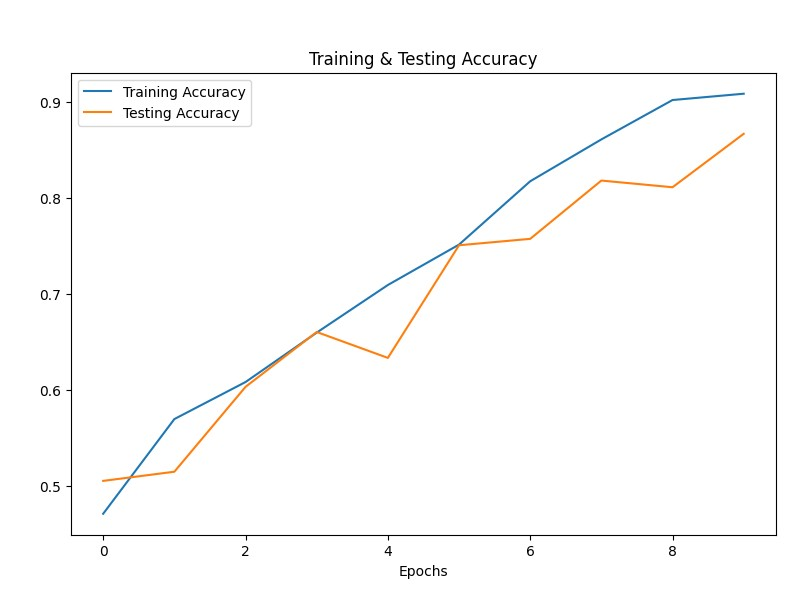 Training & Testing Accuracy
Training Accuracy
Testing Accuracy
0.9
0.8
0.7
0.6
0.5
0 2 4 6 8
Epochs